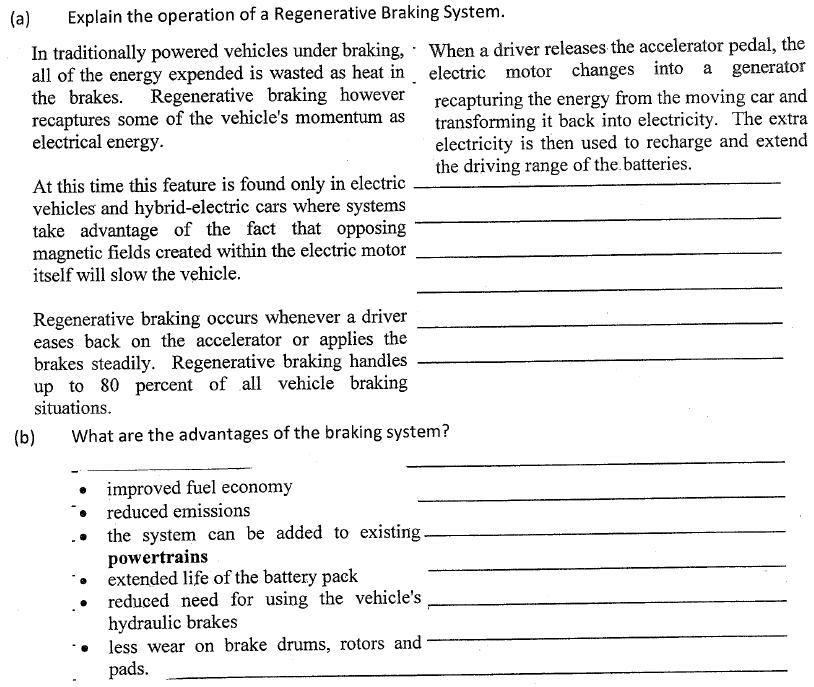 (a) Explain the operation of a Regenerative Braking System.
In traditionally powered vehicles under braking,
all of the energy expended is wasted as heat in
the brakes. Regenerative braking however
recaptures some of the vehicle's momentum as
electrical energy.
At this time this feature is found only in electric
vehicles and hybrid-electric cars where systems
take advantage of the fact that opposing
magnetic fields created within the electric motor
itself will slow the vehicle.
Regenerative braking occurs whenever a driver
eases back on the accelerator or applies the
brakes steadily. Regenerative braking handles
up to 80 percent of all vehicle braking
situations.
When a driver releases the accelerator pedal, the
electric motor changes into a generator
recapturing the energy from the moving car and
transforming it back into electricity. The extra
electricity is then used to recharge and extend
the driving range of the batteries.
(b) What are the advantages of the braking system?
• improved fuel economy
• reduced emissions
• the system can be added to existing
powertrains
• extended life of the battery pack
• reduced need for using the vehicle's
hydraulic brakes
• less wear on brake drums, rotors and
pads.